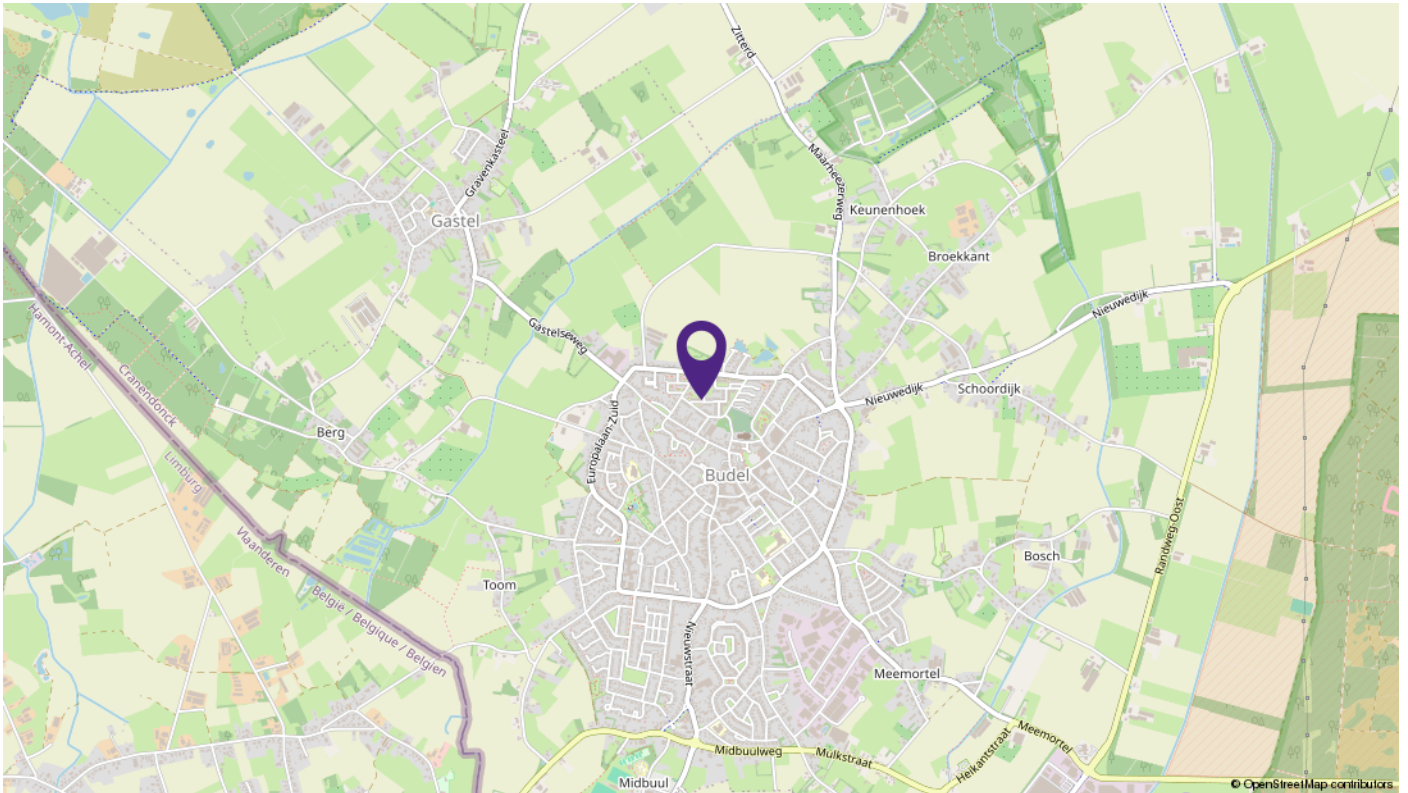 Zitterd
Gravenkasteel
Maarheezerweg
Keunenhoek
Gastel
Broekkant
Nieuwedijk
Hamont-Achel
Cranendonck
Gastelseweg
Nieuwedijk
Schoordijk
Berg
Europalaan-Zuid
Limburg
Budel
Vlaanderen
Randweg-Oost
Bosch
Toom
België / Belgique / Belgien
Nieuwstraat
Meemortel
Meemortel
Midbuulweg
Mulkstraat
Heikantstraat
Midbuul
© OpenStreetMap contributors